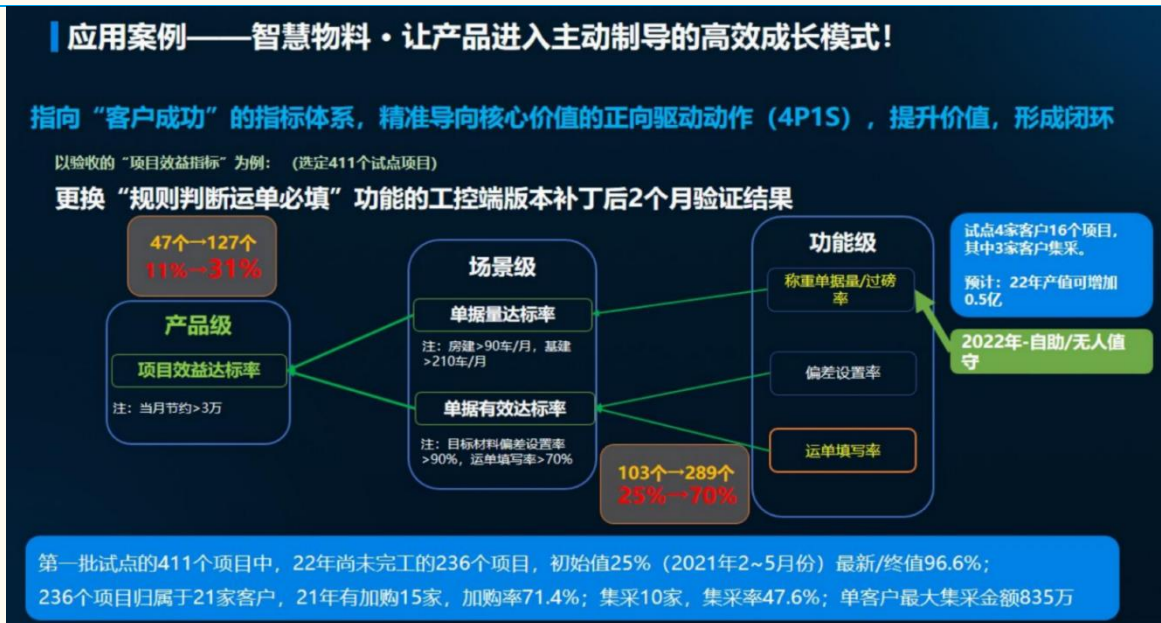 应用案例——智慧物料·让产品进入主动制导的高效成长模式！
指向“客户成功”的指标体系，精准导向核心价值的正向驱动动作（4P1S），提升价值，形成闭环
以验收的“项目效益指标”为例：（选定411个试点项目）
更换“规则判断运单必填”功能的工控端版本补丁后2个月验证结果
47个→127个
11%→31%
产品级
项目效益达标率
注：当月节约>3万
场景级
单据量达标率
注：房建>90车/月，基建
>210车/月
单据有效达标率
注：目标材料偏差设置率
>90%，运单填写率>70%
103个→289个
25%→70%
功能级
称重单据量/过磅
率
偏差设置率
运单填写率
试点4家客户16个项目，
其中3家客户集采。
预计：22年产值可增加
0.5亿
2022年-自助/无人值
守
第一批试点的411个项目中，22年尚未完工的236个项目，初始值25%（2021年2~5月份）最新/终值96.6%；
236个项目归属于21家客户，21年有加购15家，加购率71.4%；集采10家，集采率47.6%；单客户最大集采金额835万